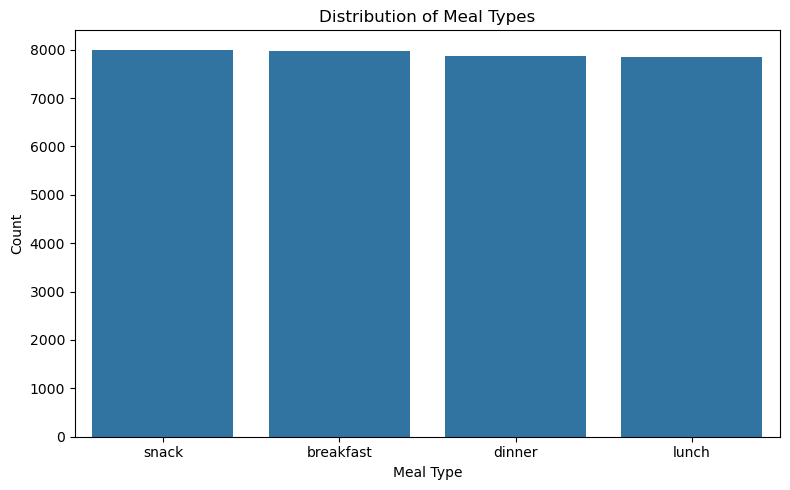 Distribution of Meal Types
Count
8000
7000
6000
5000
4000
3000
2000
1000
0
snack breakfast dinner lunch
Meal Type